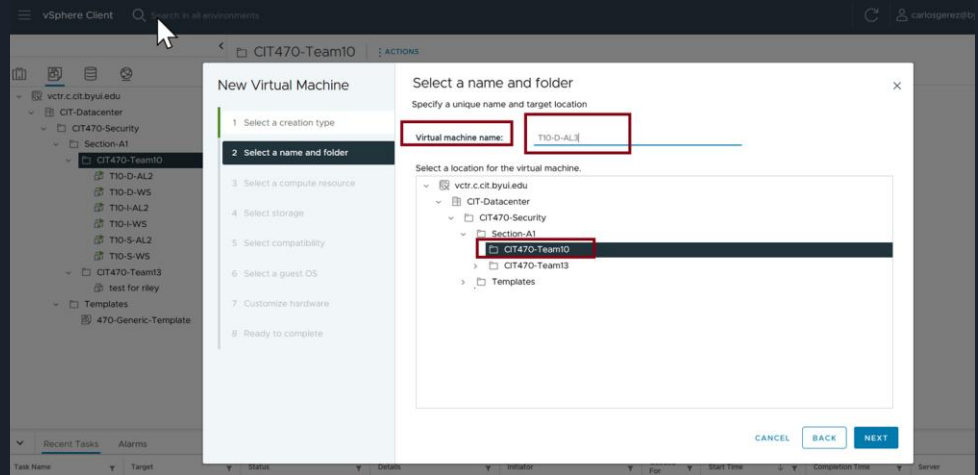 vSphere Client
Search in all environments
carlosgerez@b
CIT470-Team10
ACTIONS
vctr.c.cit.byui.edu
CIT-Datacenter
CIT470-Security
Section-A1
CIT470-Team10
T10-D-AL2
T10-D-WS
T10-I-AL2
T10-I-WS
T10-S-AL2
T10-S-WS
CIT470-Team13
test for riley
Templates
470-Generic-Template
New Virtual Machine
1 Select a creation type
2 Select a name and folder
3 Select a compute resource
4 Select storage
5 Select compatibility
6 Select a guest OS
7 Customize hardware
8 Ready to complete
Select a name and folder
Specify a unique name and target location
Virtual machine name:
T10-D-AL3
Select a location for the virtual machine.
vctr.c.cit.byui.edu
CIT-Datacenter
CIT470-Security
Section-A1
CIT470-Team10
CIT470-Team13
Templates
CANCEL
BACK
NEXT
Recent Tasks
Alarms
Task Name
Target
Status
Details
Initiator
For
Start Time
Completion Time
Server